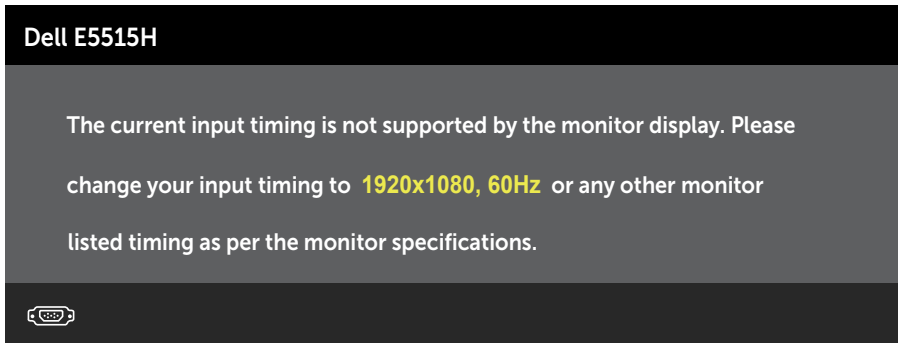 Dell E5515H
The current input timing is not supported by the monitor display. Please
change your input timing to 1920x1080, 60Hz or any other monitor
listed timing as per the monitor specifications.